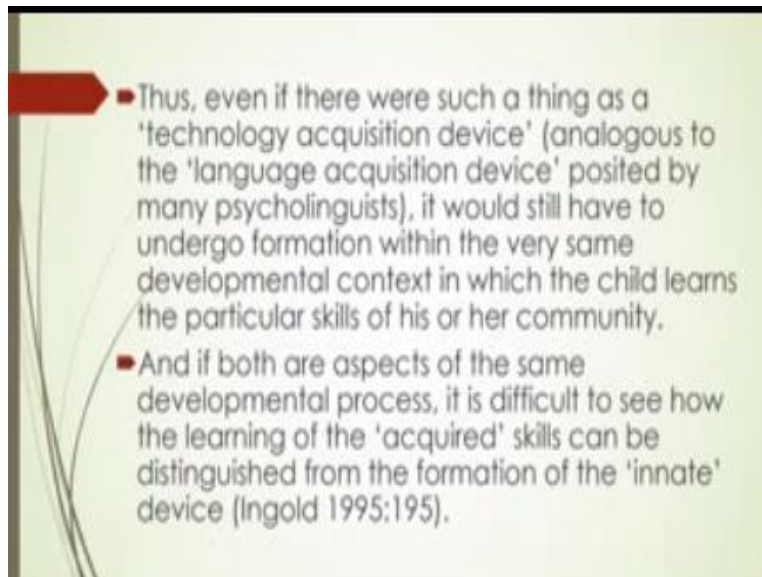 Thus, even if there were such a thing as a
'technology acquisition device' (analogous to
the 'language acquisition device' posited by
many psycholinguists), it would still have to
undergo formation within the very same
developmental context in which the child learns
the particular skills of his or her community.
And if both are aspects of the same
developmental process, it is difficult to see how
the learning of the 'acquired' skills can be
distinguished from the formation of the 'innate'
device (Ingold 1995:195).